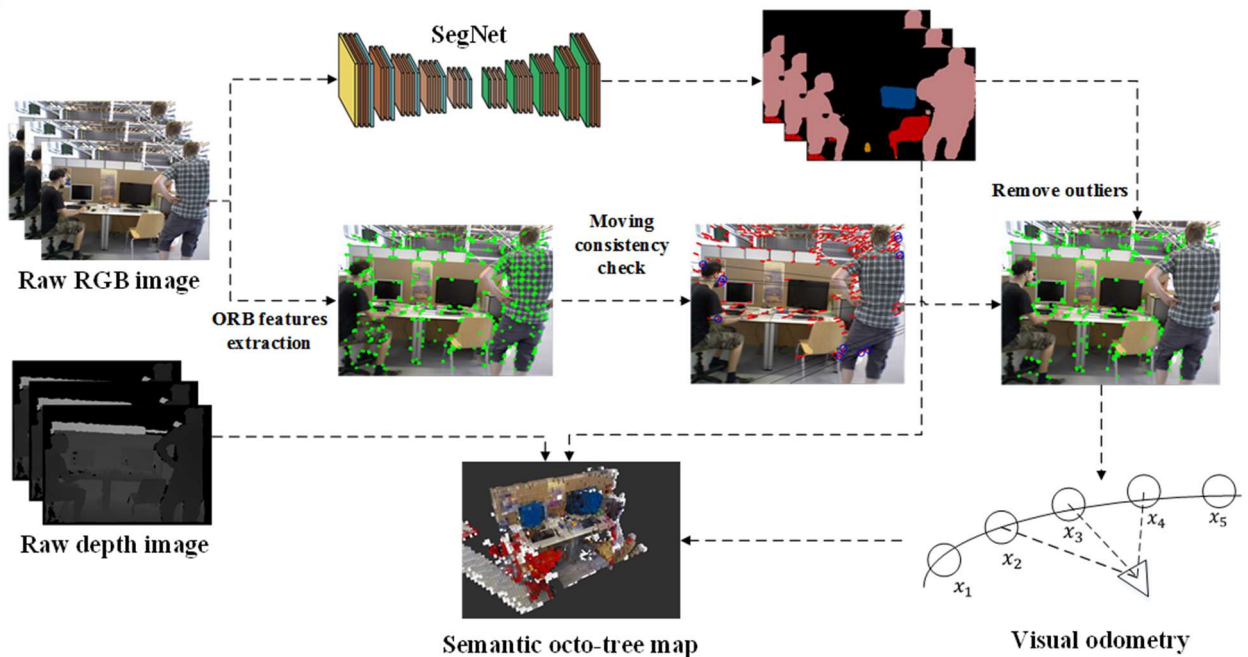 SegNet
Raw RGB image
ORB features
extraction
Moving
consistency
check
Remove outliers
Raw depth image
Semantic octo-tree map
x₁
x₂
x₃
x₄
x₅
Visual odometry